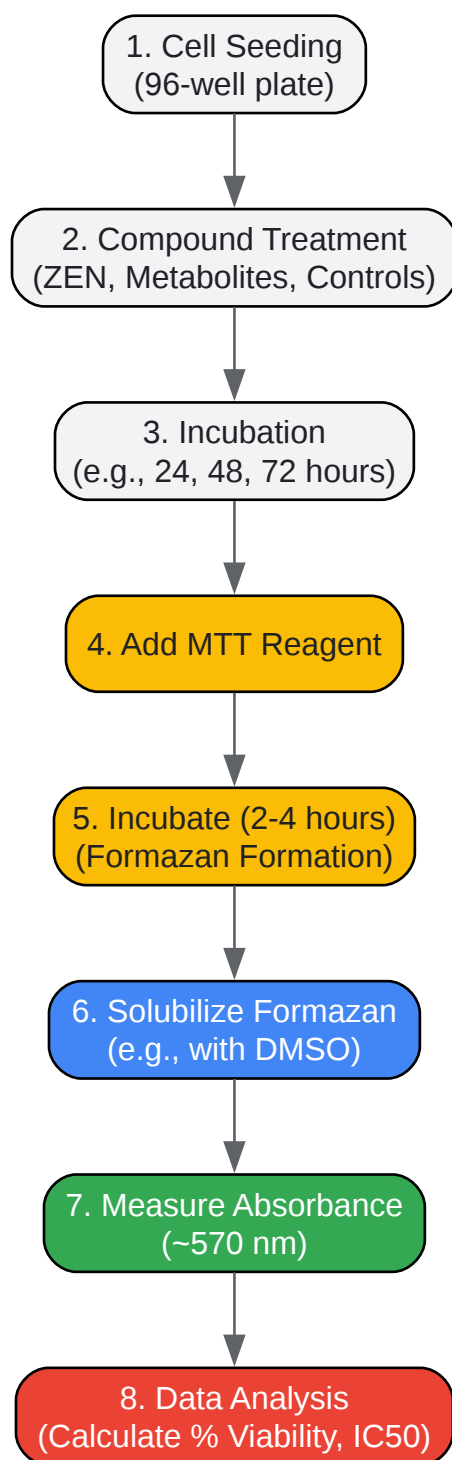 1. Cell Seeding
(96-well plate)
2. Compound Treatment
(ZEN, Metabolites, Controls)
3. Incubation
(e.g., 24, 48, 72 hours)
4. Add MTT Reagent
5. Incubate (2-4 hours)
(Formazan Formation)
6. Solubilize Formazan
(e.g., with DMSO)
7. Measure Absorbance
(~570 nm)
8. Data Analysis
(Calculate % Viability, IC50)